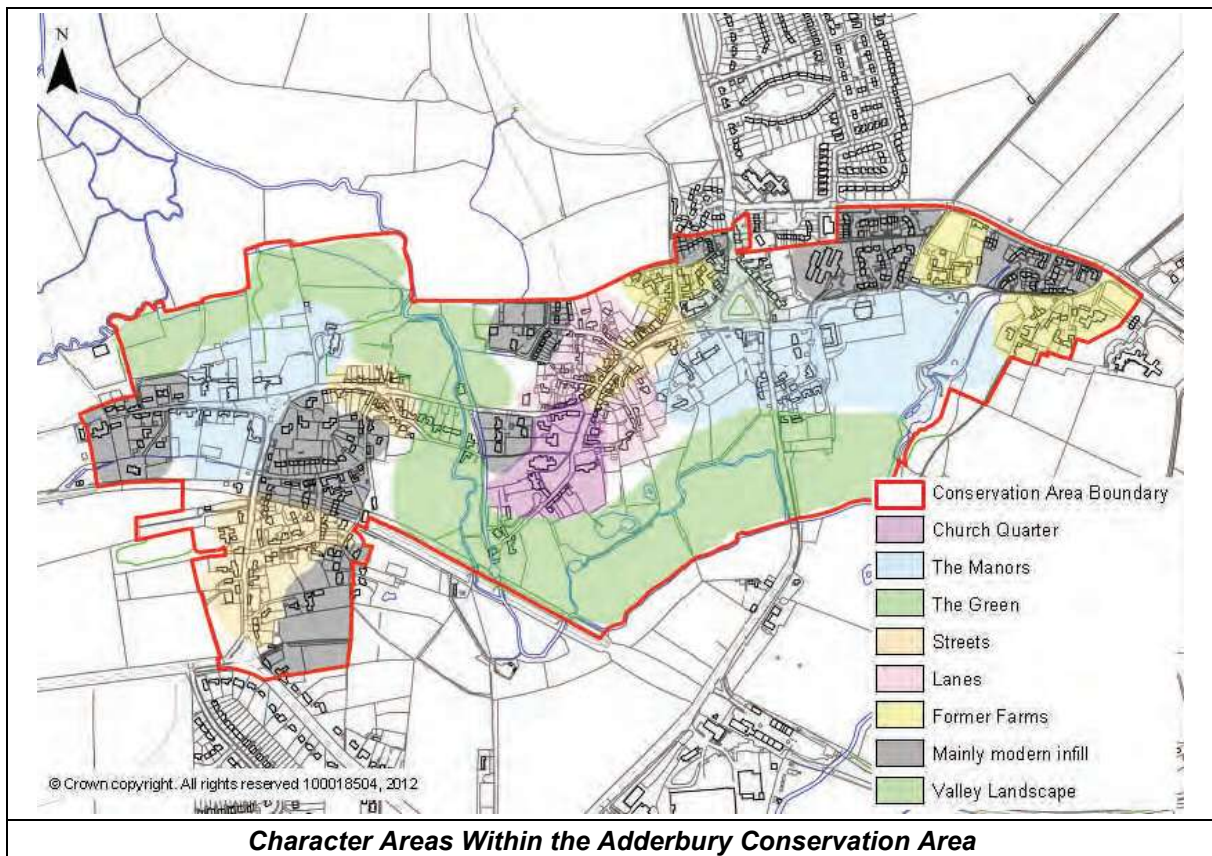 N
Conservation Area Boundary
Church Quarter
The Manors
The Green
Streets
Lanes
Former Farms
Mainly modern infill
Valley Landscape
© Crown copyright. All rights reserved 100018504, 2012
Character Areas Within the Adderbury Conservation Area